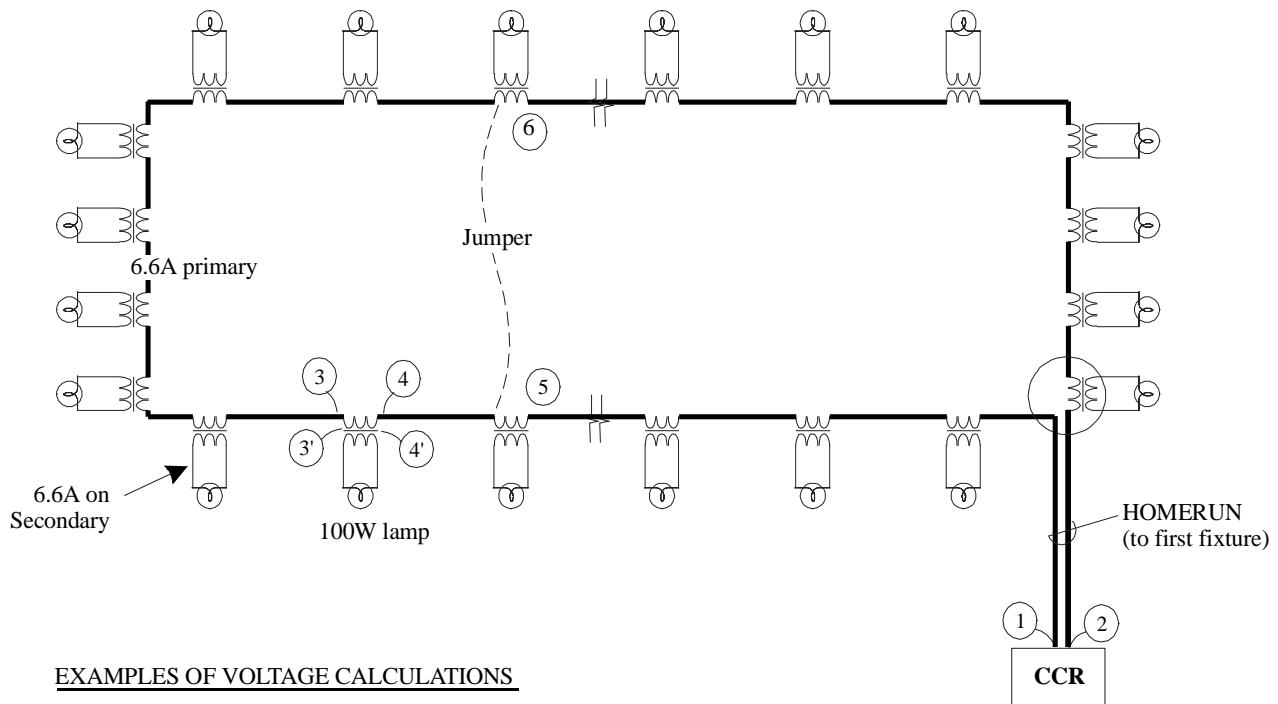 6
Jumper
6.6A primary
3
4
5
3'
4'
6.6A on
Secondary
100W lamp
HOMERUN
(to first fixture)
1
2
EXAMPLES OF VOLTAGE CALCULATIONS
CCR